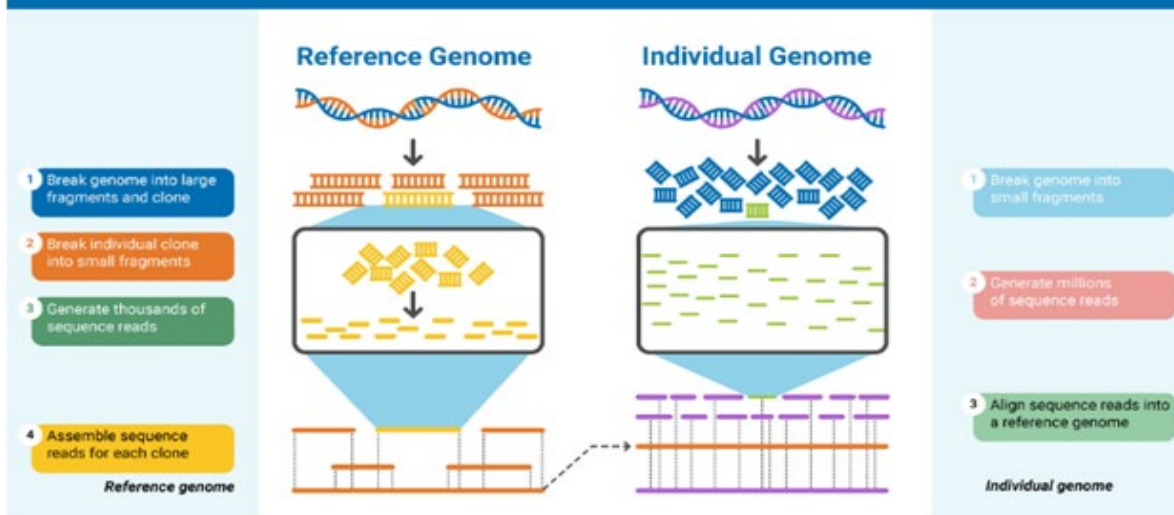 Reference Genome
Individual Genome
1 Break genome into large
fragments and clone
2 Break individual clone
into small fragments
3 Generate thousands of
sequence reads
4 Assemble sequence
reads for each clone
Reference genome
1 Break genome into
small fragments
2 Generate millions
of sequence reads
3 Align sequence reads into
a reference genome
Individual genome